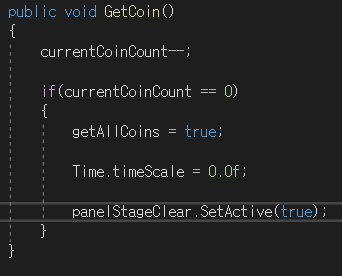 public void GetCoin()
{
    currentCoinCount--;

    if(currentCoinCount == 0)
    {
        getAllCoins = true;

        Time.timeScale = 0.0f;

        panelStageClear.SetActive(true);
    }
}